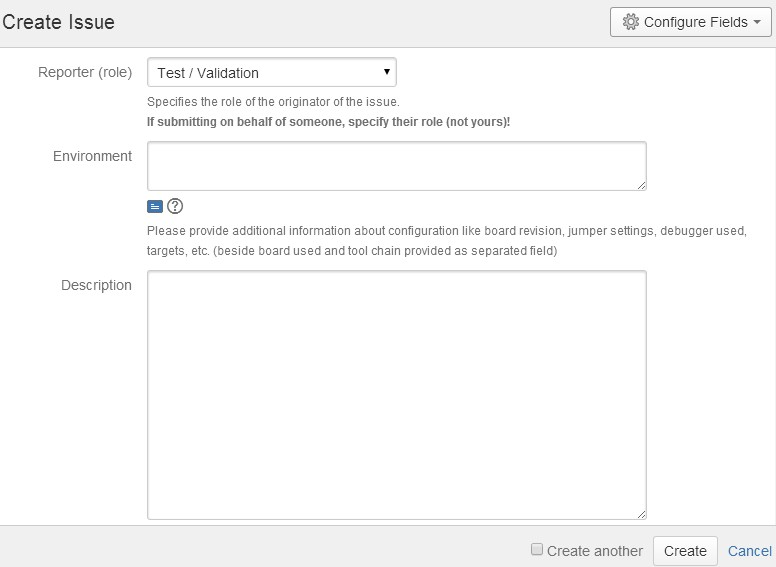 Create Issue
Configure Fields
Reporter (role)
Test / Validation
Specifies the role of the originator of the issue.
If submitting on behalf of someone, specify their role (not yours)!
Environment
?
Please provide additional information about configuration like board revision, jumper settings, debugger used,
targets, etc. (beside board used and tool chain provided as separated field)
Description
Create another
Create
Cancel